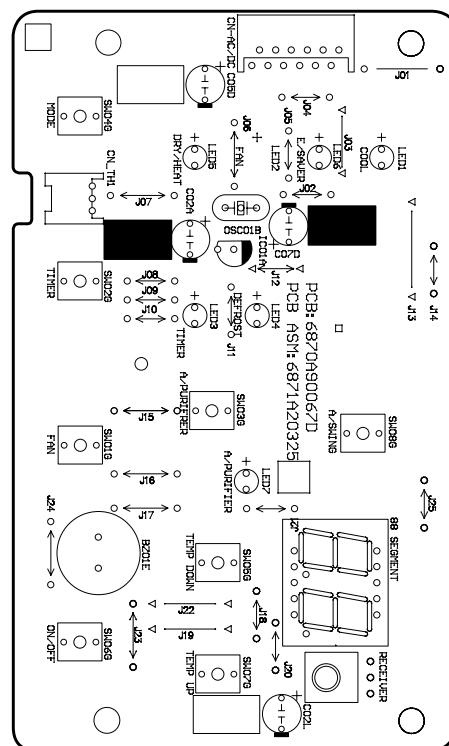 CN-AC/DC
C05D
J01
SW04G
MODE
J04
J05
J06
J03
DRY/HEAT
LED5
FAN
LED2
E/SAVER
LED6
COOL
LED1
CN_TH1
J07
C02A
J02
OSC01B
IC01A
C07D
J12
SW02G
TIMER
J08
J09
J10
TIMER
LED3
DEFROST
J11
LED4
J13
J14
PCB:6870A90067D
PCB ASM:6871A20325
A/PURIFRER
SW03G
J15
A/SWING
SW08G
FAN
SW01G
J16
J17
A/PURIFIER
LED7
J25
J24
BZ01E
88 SEGMENT
TEMP DOWN
SW05G
J22
J18
J19
J23
ON/OFF
SW06G
J20
TEMP UP
SW07G
RECEIVER
C02L